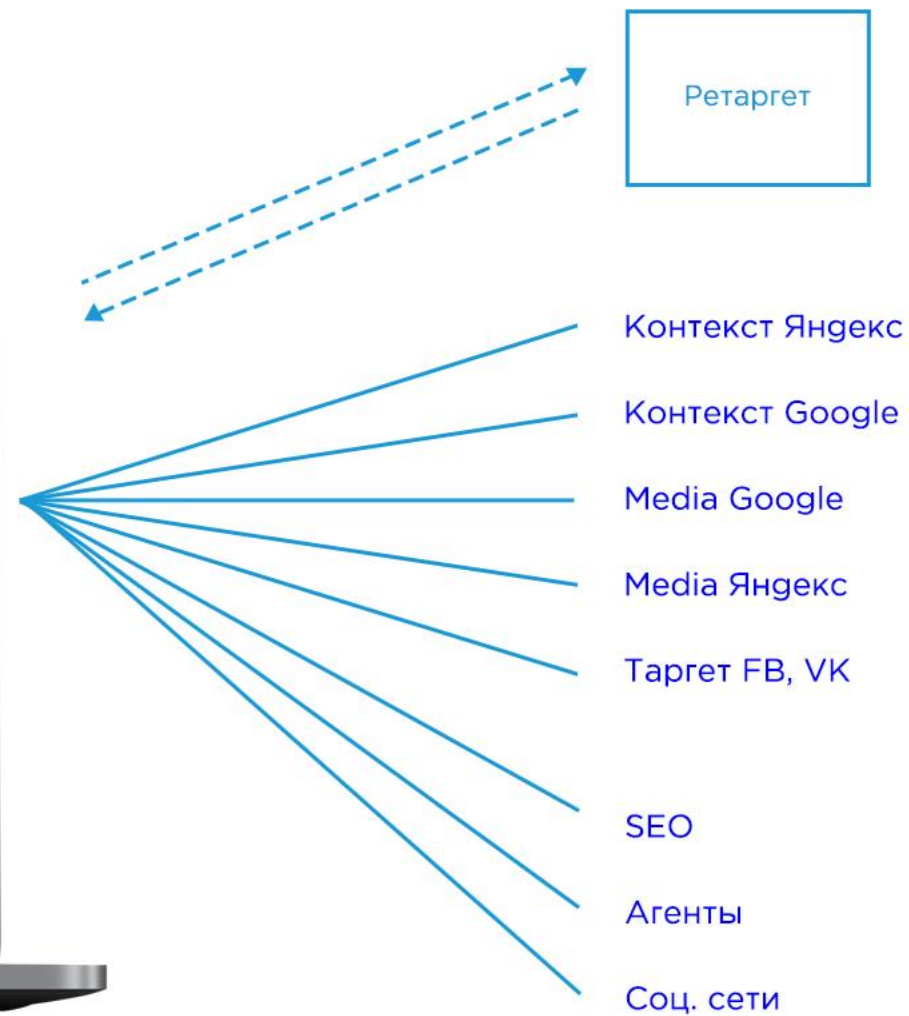 Ретаргет
Контекст Яндекс
Контекст Google
Media Google
Media Яндекс
Таргет FB, VK
SEO
Агенты
Соц. сети